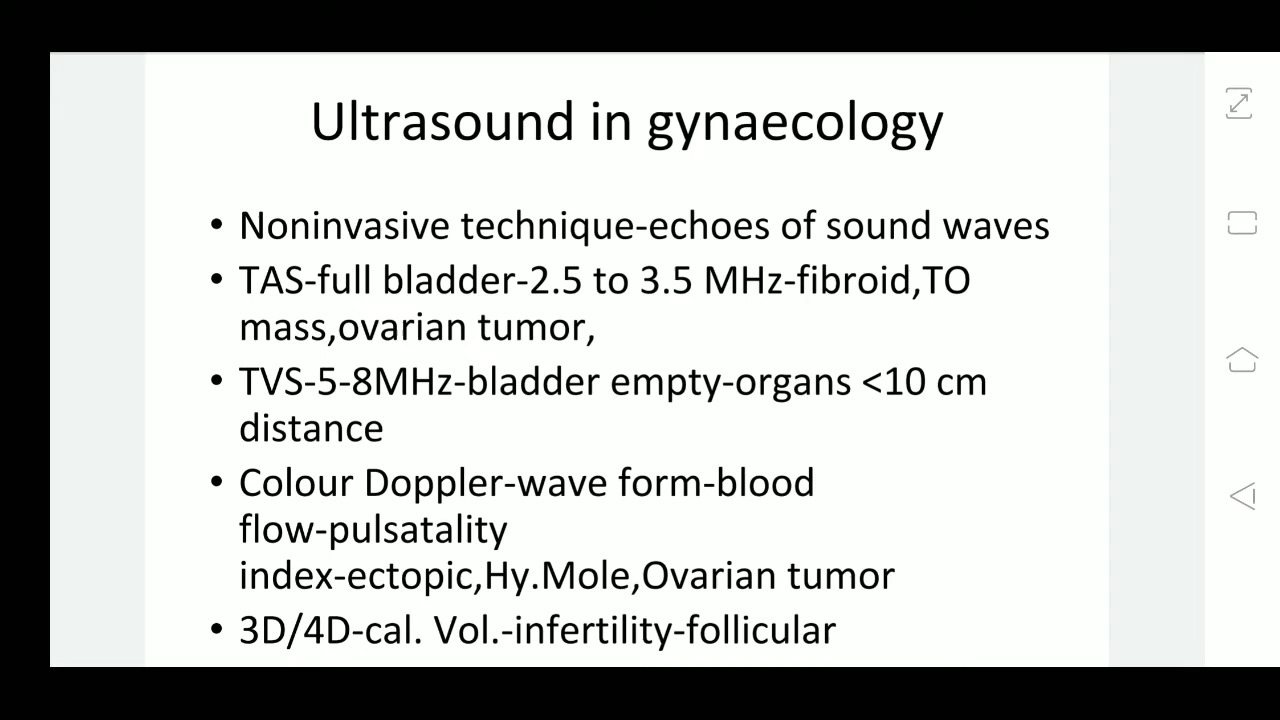 Ultrasound in gynaecology
• Noninvasive technique-echoes of sound waves
• TAS-full bladder-2.5 to 3.5 MHz-fibroid,TO
mass,ovarian tumor,
• TVS-5-8MHz-bladder empty-organs <10 cm
distance
• Colour Doppler-wave form-blood
flow-pulsatality
index-ectopic,Hy.Mole,Ovarian tumor
• 3D/4D-cal. Vol.-infertility-follicular